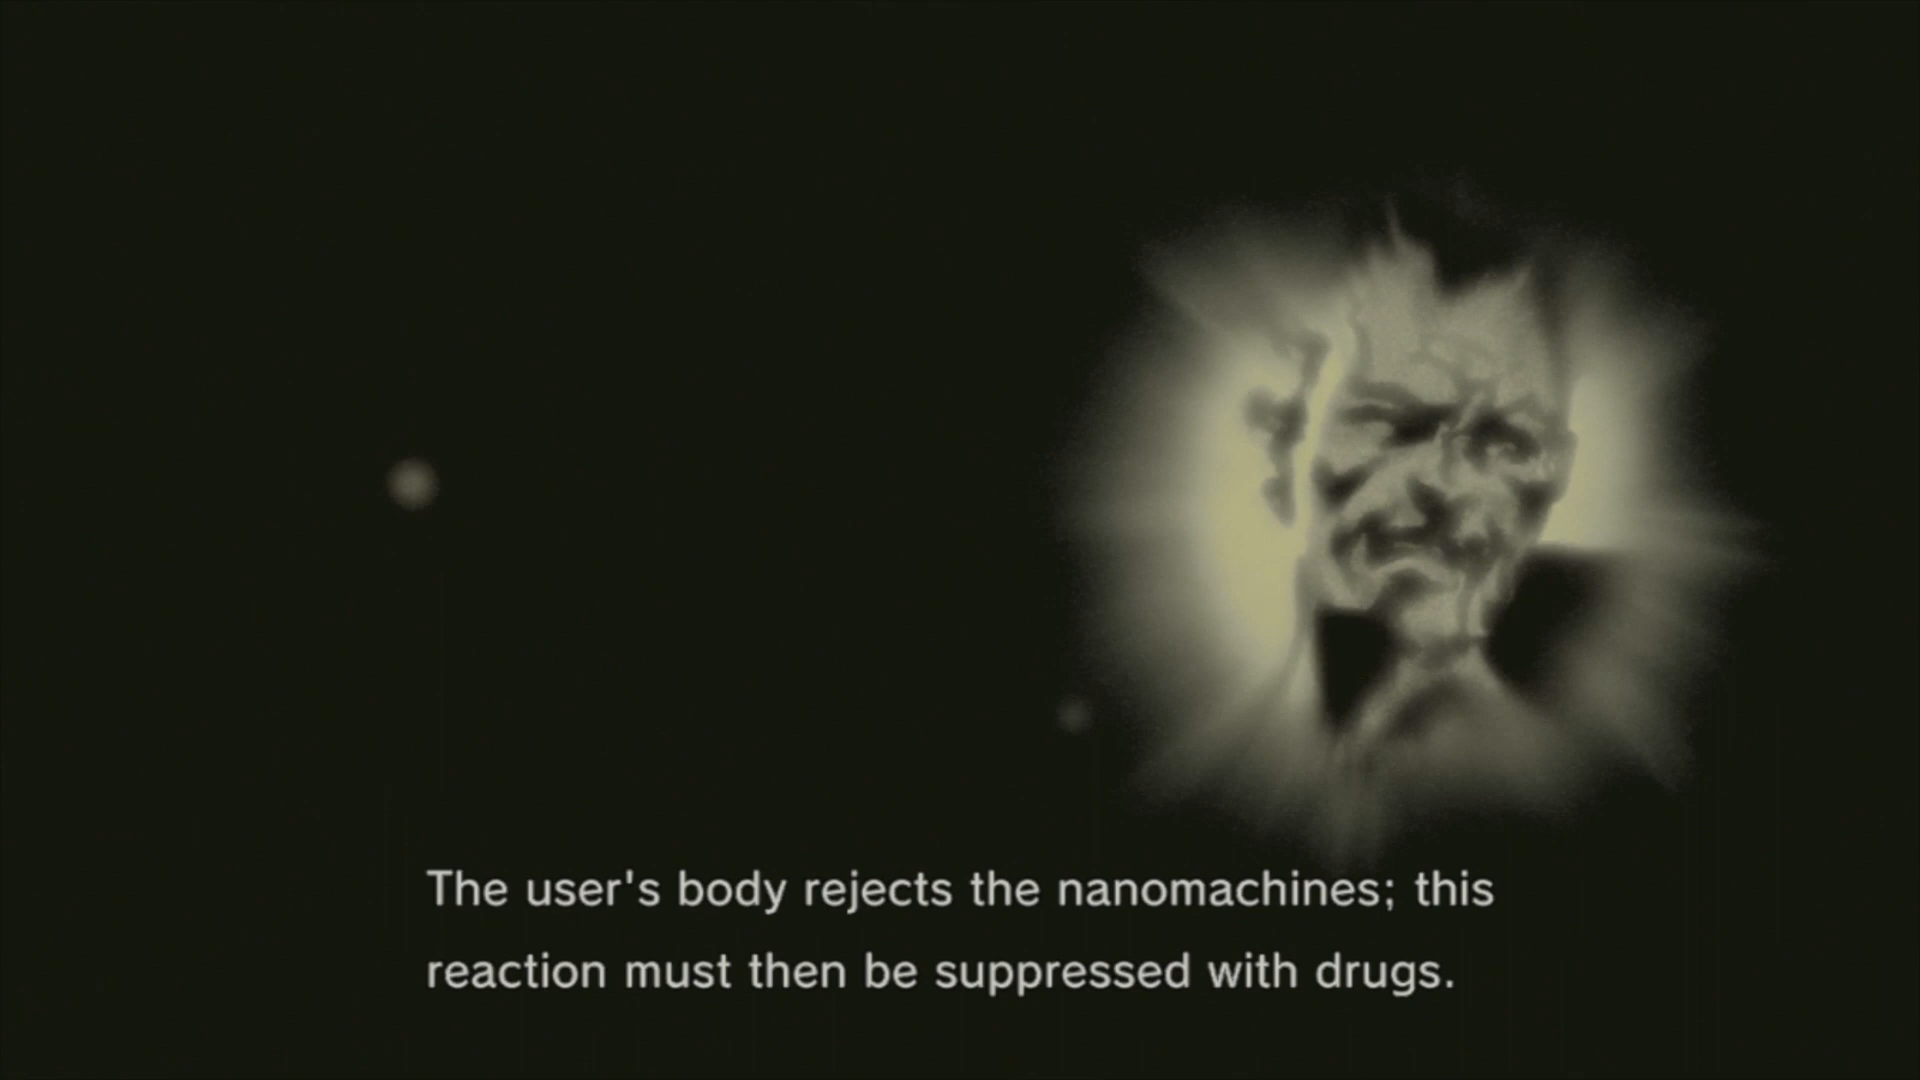 The user's body rejects the nanomachines; this
reaction must then be suppressed with drugs.